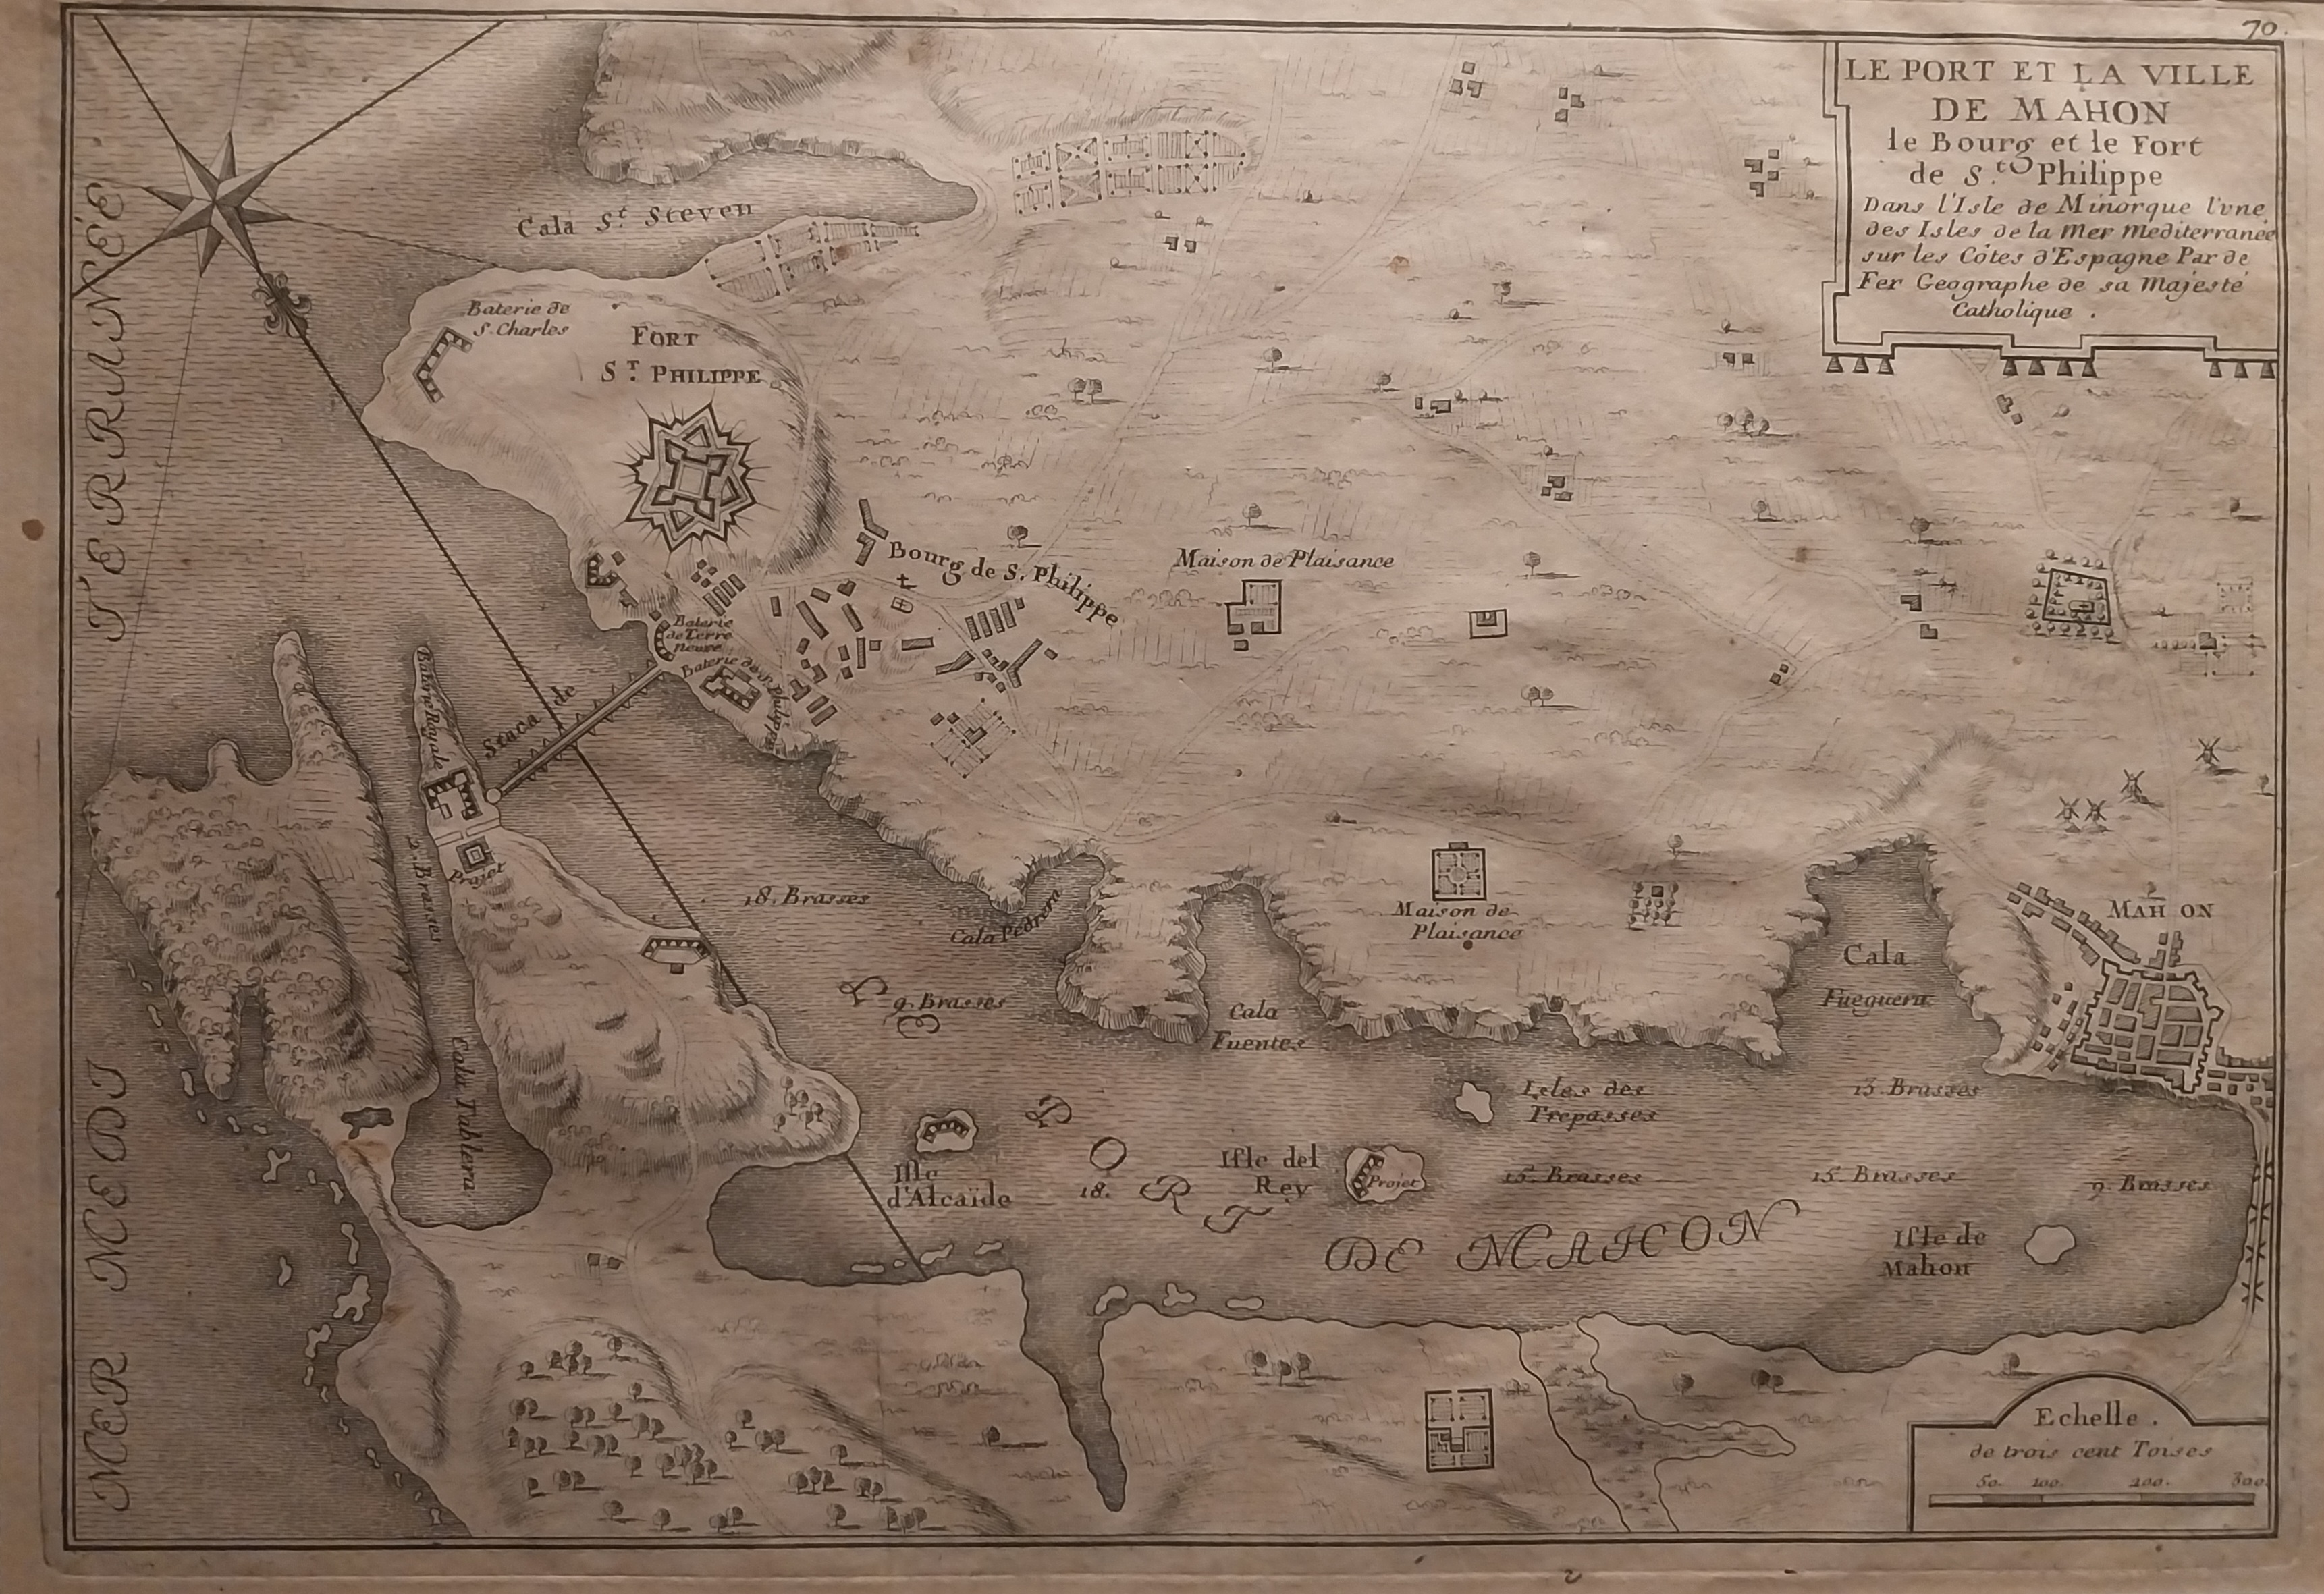 70.
LE PORT ET LA VILLE
DE MAHON
le Bourg et le Fort
de S.t Philippe
Dans l'Isle de Minorque l'vne
des Isles de la Mer Mediterranée
sur les Côtes d'Espagne Par de
Fer Geographe de sa Majesté
Catholique.
MER MEDITERRANÉE
Cala S.t Steven
Baterie de
S. Charles
FORT
S.T PHILIPPE
Bourg de S. Philippe
Maison de Plaisance
Baterie
de Terre
neuve
Baterie de S. Philippe
Stacade
Baterie Royale
Projet
2. Brasses
18. Brasses
Cala Pedrera
Maison de
Plaisance
MAHON
Cala
Fueguera
9. Brasses
Cala
Fuentes
Cala Tablera
Isles des
Trepasses
13. Brasses
Isle
d'Alcaïde
18.
Isle del
Rey
Projet
15. Brasses
15. Brasses
9. Brasses
PORT DE MAHON
Isle de
Mahon
Echelle.
de trois cent Toises
50. 100. 200. 300.